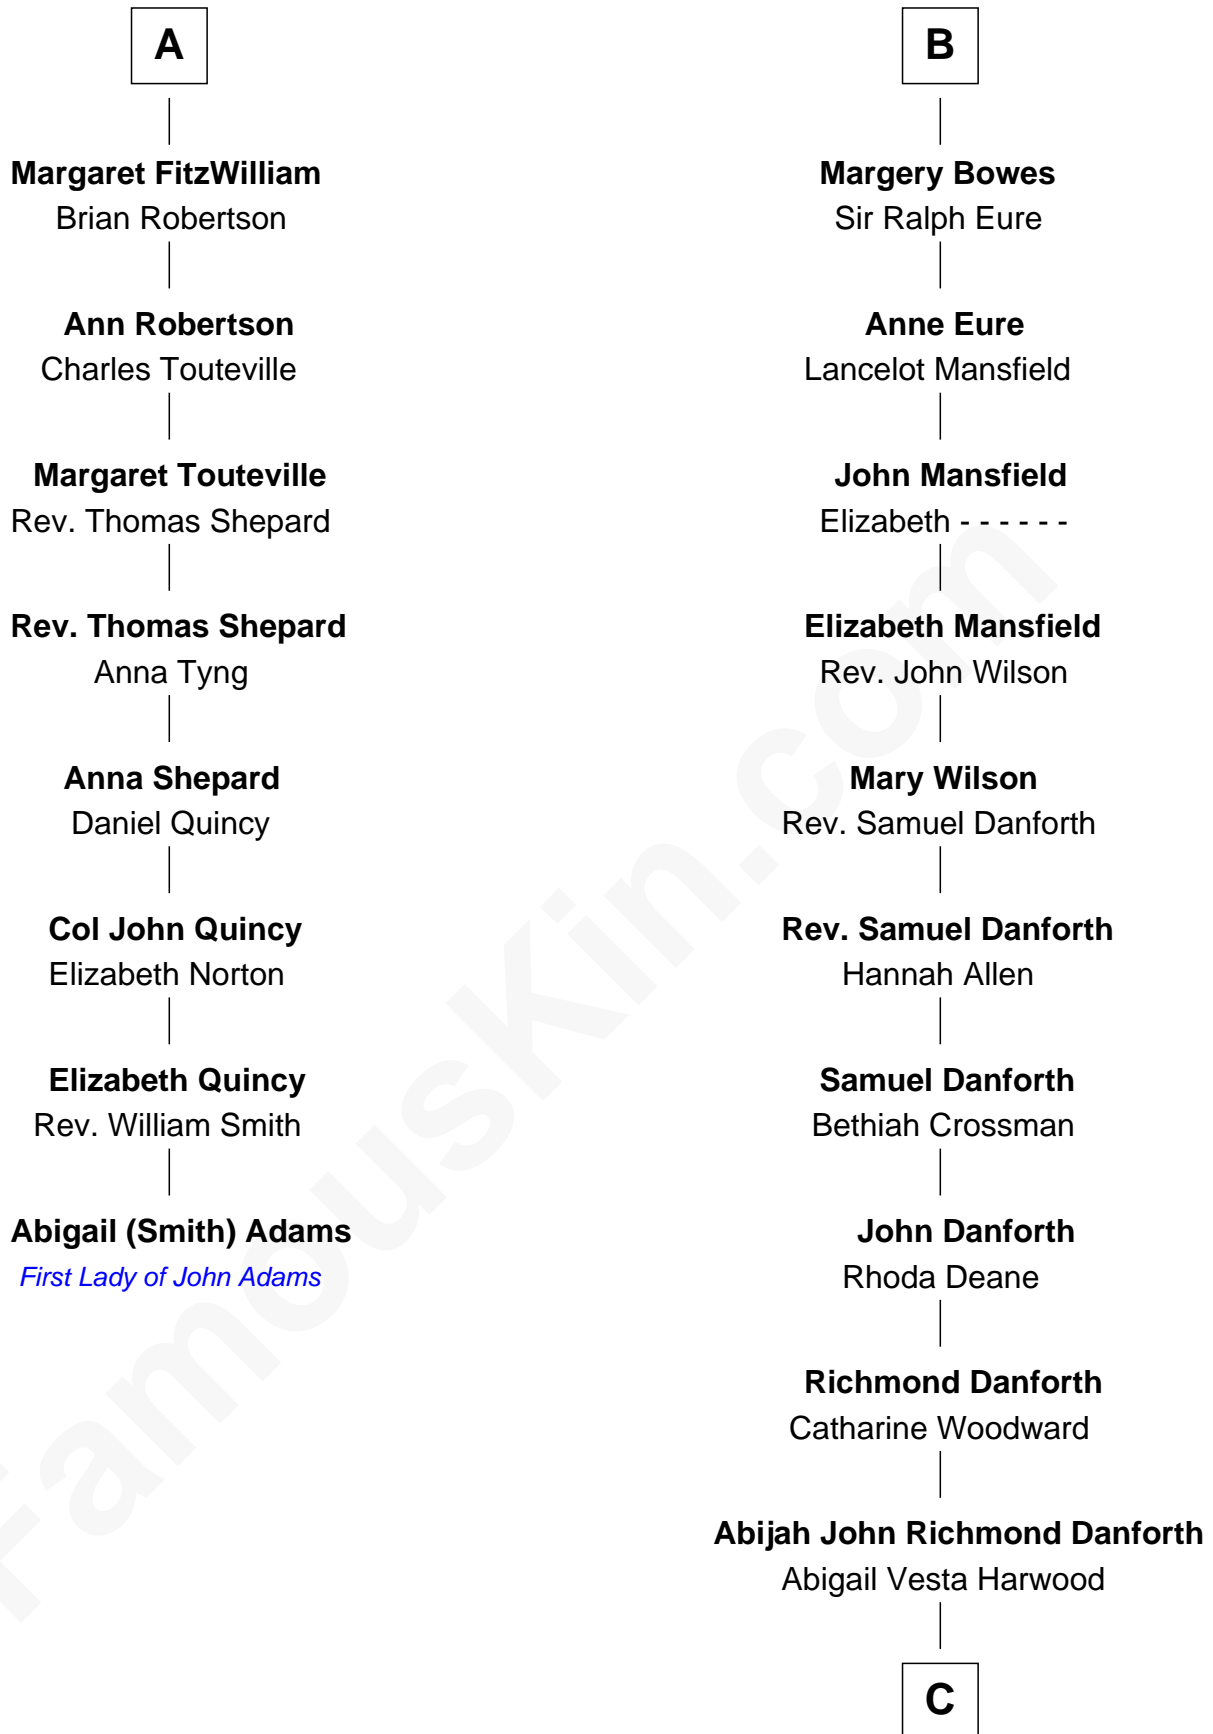 A
Margaret FitzWilliam
Brian Robertson
Ann Robertson
Charles Touteville
Margaret Touteville
Rev. Thomas Shepard
Rev. Thomas Shepard
Anna Tyng
Anna Shepard
Daniel Quincy
Col John Quincy
Elizabeth Norton
Elizabeth Quincy
Rev. William Smith
Abigail (Smith) Adams
First Lady of John Adams
B
Margery Bowes
Sir Ralph Eure
Anne Eure
Lancelot Mansfield
John Mansfield
Elizabeth - - - - - -
Elizabeth Mansfield
Rev. John Wilson
Mary Wilson
Rev. Samuel Danforth
Rev. Samuel Danforth
Hannah Allen
Samuel Danforth
Bethiah Crossman
John Danforth
Rhoda Deane
Richmond Danforth
Catharine Woodward
Abijah John Richmond Danforth
Abigail Vesta Harwood
C
FamousKin.com